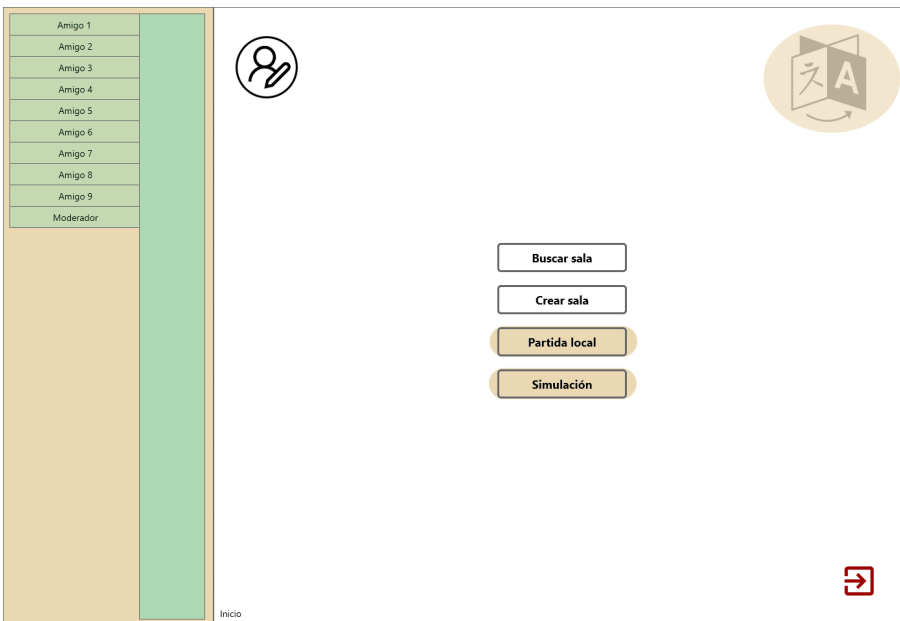 Amigo 1
Amigo 2
Amigo 3
Amigo 4
Amigo 5
Amigo 6
Amigo 7
Amigo 8
Amigo 9
Moderador
A
Buscar sala
Crear sala
Partida local
Simulación
Inicio